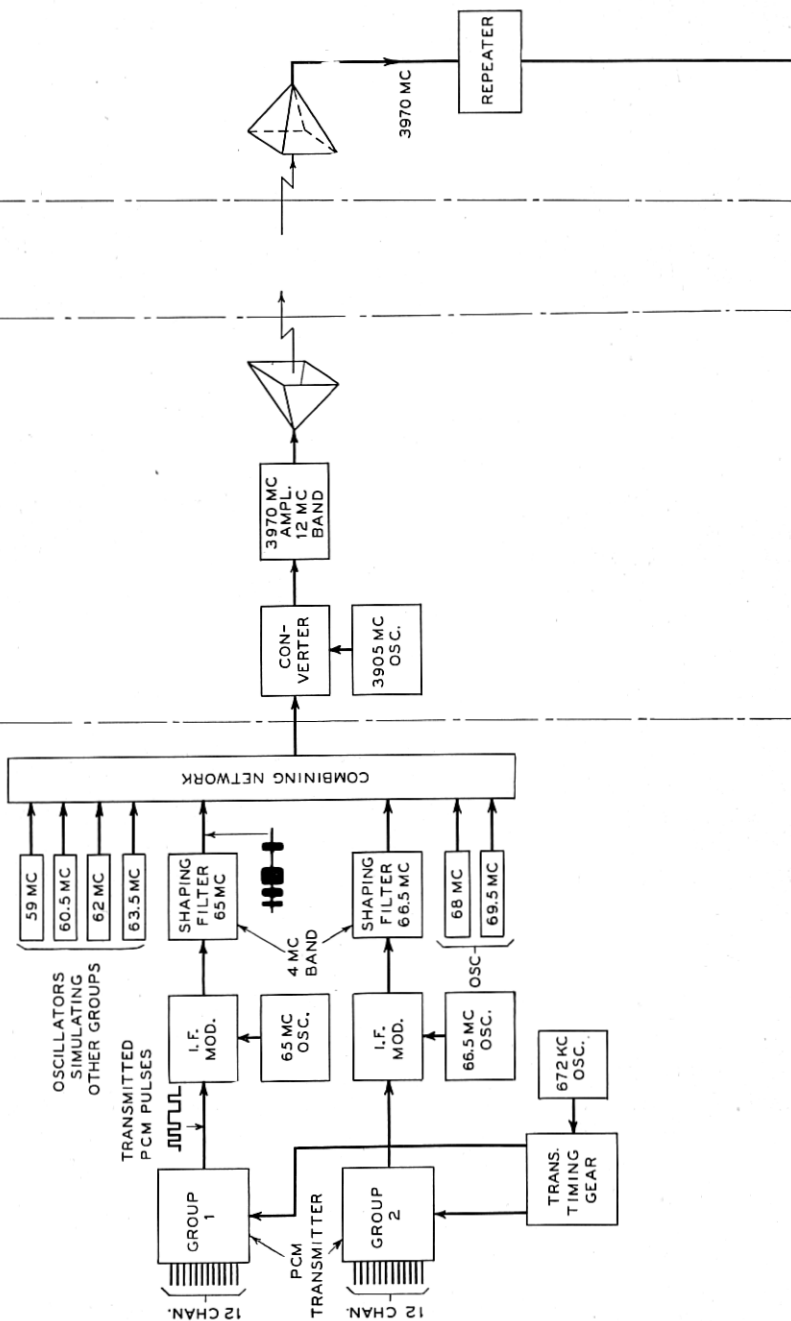 12 CHAN.
12 CHAN.
GROUP
1
GROUP
2
PCM
TRANSMITTER
TRANS.
TIMING
GEAR
672 KC
OSC.
TRANSMITTED
PCM PULSES
I. F.
MOD.
65 MC
OSC.
I. F.
MOD.
66.5 MC
OSC.
OSCILLATORS
SIMULATING
OTHER GROUPS
59 MC
60.5 MC
62 MC
63.5 MC
SHAPING
FILTER
65 MC
4 MC
BAND
SHAPING
FILTER
66.5 MC
OSC
68 MC
69.5 MC
COMBINING NETWORK
CON-
VERTER
3905 MC
OSC.
3970 MC
AMPL.
12 MC
BAND
3970 MC
REPEATER